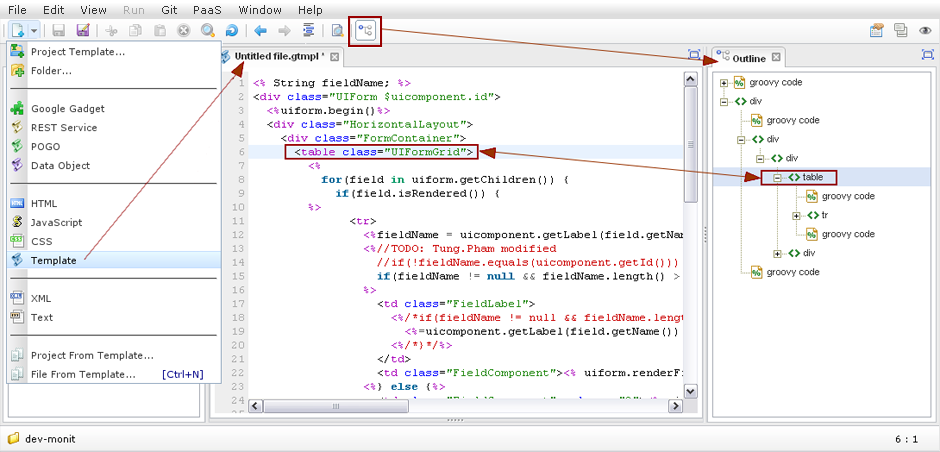 File Edit View Run Git PaaS Window Help
Project Template...
Folder...
Google Gadget
REST Service
POGO
Data Object
HTML
JavaScript
CSS
Template
XML
Text
Project From Template...
File From Template... [Ctrl+N]
Untitled file.gtmpl *
1 <% String fieldName; %>
2 <div class="UIForm $uicomponent.id">
3 <%uiform.begin()%>
4 <div class="HorizontalLayout">
5 <div class="FormContainer">
6 <table class="UIFormGrid">
7 <%
8 for(field in uiform.getChildren()) {
9 if(field.isRendered()) {
10 %>
11 <tr>
12 <%fieldName = uicomponent.getLabel(field.getNam
13 <%//TODO: Tung.Pham modified
14 //if(!fieldName.equals(uicomponent.getId()))
15 if(fieldName != null && fieldName.length() >
16 %>
17 <td class="FieldLabel">
18 <%/*if(fieldName != null && fieldName.leng
19 <%=uicomponent.getLabel(field.getName())
20 <%/*}*/%>
21 </td>
22 <td class="FieldComponent"><% uiform.renderF
23 <%} else {%>
24
Outline
groovy code
<> div
groovy code
<> div
<> div
<> table
groovy code
<> tr
groovy code
<> div
groovy code
dev-monit
6 : 1